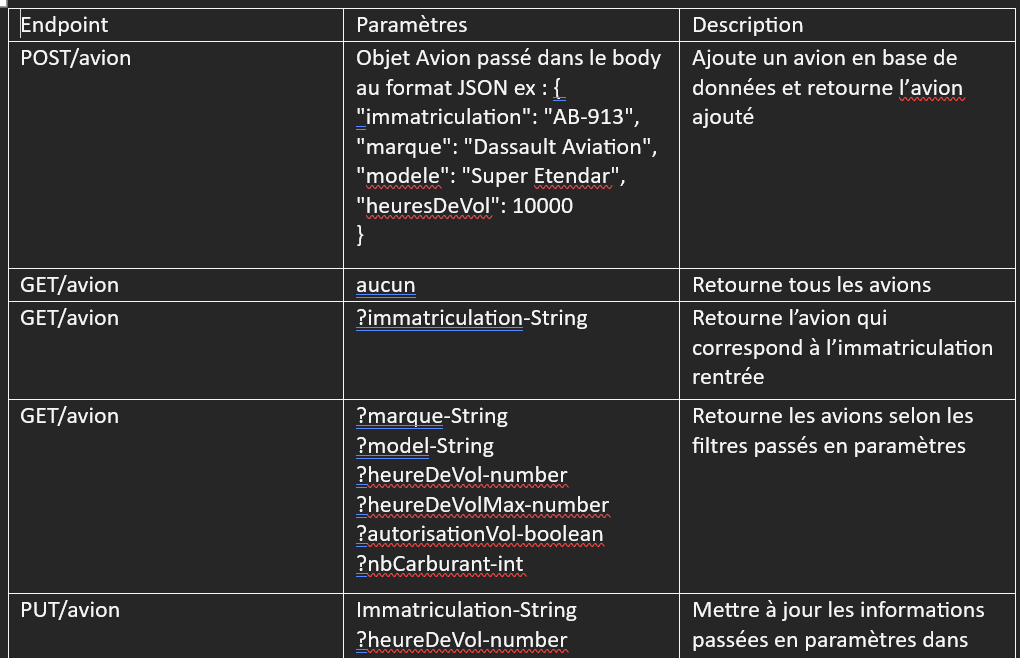 Endpoint
Paramètres
Description
POST/avion
Objet Avion passé dans le body
au format JSON ex : {
"immatriculation": "AB-913",
"marque": "Dassault Aviation",
"modele": "Super Etendar",
"heuresDeVol": 10000
}
Ajoute un avion en base de
données et retourne l’avion
ajouté
GET/avion
aucun
Retourne tous les avions
GET/avion
?immatriculation-String
Retourne l’avion qui
correspond à l’immatriculation
rentrée
GET/avion
?marque-String
?model-String
?heureDeVol-number
?heureDeVolMax-number
?autorisationVol-boolean
?nbCarburant-int
Retourne les avions selon les
filtres passés en paramètres
PUT/avion
Immatriculation-String
?heureDeVol-number
Mettre à jour les informations
passées en paramètres dans